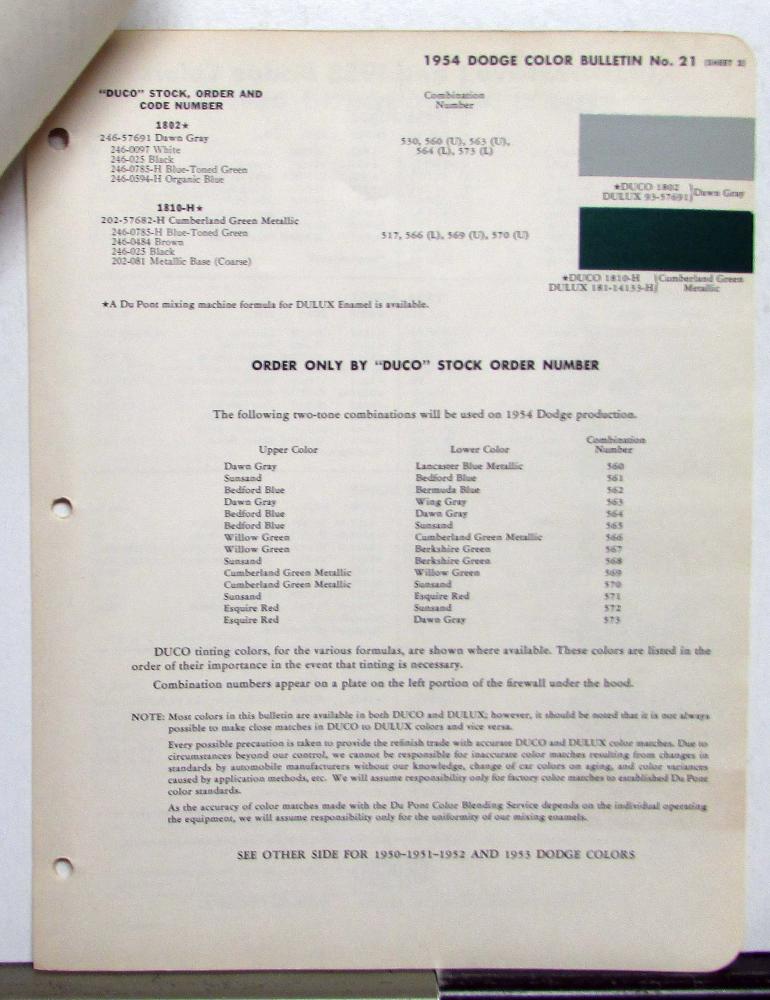 1954 DODGE COLOR BULLETIN No. 21 (SHEET 2)
"DUCO" STOCK, ORDER AND
CODE NUMBER
Combination
Number
1802★
246-57691 Dawn Gray
246-0097 White
246-025 Black
246-0785-H Blue-Toned Green
246-0594-H Organic Blue
530, 560 (U), 563 (U),
564 (L), 573 (L)
★DUCO 1802
DULUX 93-57691
Dawn Gray
1810-H★
202-57682-H Cumberland Green Metallic
246-0785-H Blue-Toned Green
246-0484 Brown
246-025 Black
202-081 Metallic Base (Coarse)
517, 566 (L), 569 (U), 570 (U)
★DUCO 1810-H
DULUX 181-14133-H
Cumberland Green
Metallic
★A Du Pont mixing machine formula for DULUX Enamel is available.
ORDER ONLY BY "DUCO" STOCK ORDER NUMBER
The following two-tone combinations will be used on 1954 Dodge production.
Upper Color Lower Color Combination Number
Dawn Gray Lancaster Blue Metallic 560
Sunsand Bedford Blue 561
Bedford Blue Bermuda Blue 562
Dawn Gray Wing Gray 563
Bedford Blue Dawn Gray 564
Bedford Blue Sunsand 565
Willow Green Cumberland Green Metallic 566
Willow Green Berkshire Green 567
Sunsand Berkshire Green 568
Cumberland Green Metallic Willow Green 569
Cumberland Green Metallic Sunsand 570
Sunsand Esquire Red 571
Esquire Red Sunsand 572
Esquire Red Dawn Gray 573
DUCO tinting colors, for the various formulas, are shown where available. These colors are listed in the
order of their importance in the event that tinting is necessary.
Combination numbers appear on a plate on the left portion of the firewall under the hood.
NOTE: Most colors in this bulletin are available in both DUCO and DULUX; however, it should be noted that it is not always
possible to make close matches in DUCO to DULUX colors and vice versa.
Every possible precaution is taken to provide the refinish trade with accurate DUCO and DULUX color matches. Due to
circumstances beyond our control, we cannot be responsible for inaccurate color matches resulting from changes in
standards by automobile manufacturers without our knowledge, change of car colors on aging, and color variances
caused by application methods, etc. We will assume responsibility only for factory color matches to established Du Pont
color standards.
As the accuracy of color matches made with the Du Pont Color Blending Service depends on the individual operating
the equipment, we will assume responsibility only for the uniformity of our mixing enamels.
SEE OTHER SIDE FOR 1950-1951-1952 AND 1953 DODGE COLORS